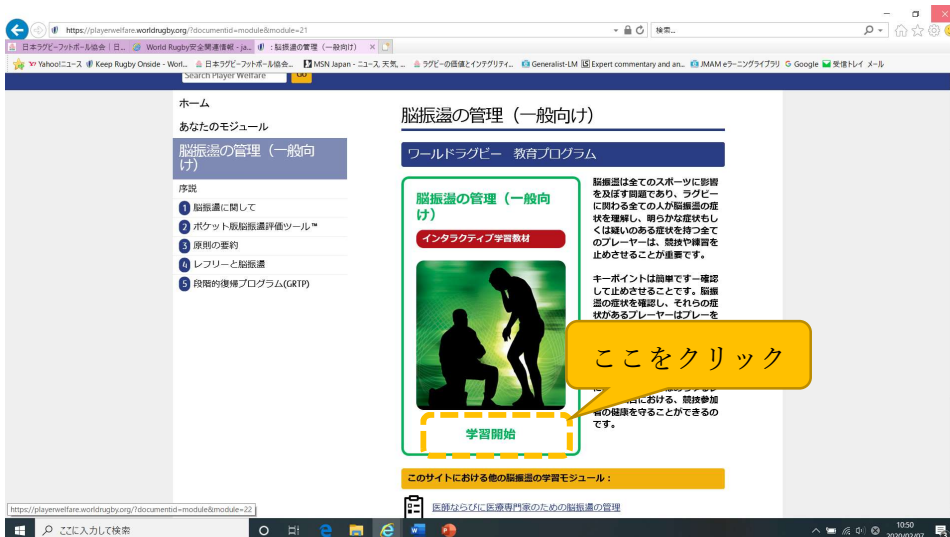 https://playerwelfare.worldrugby.org/?documentid=module&module=21
検索...
日本ラグビーフットボール協会 | 日...
World Rugby安全関連情報 - ja...
: 脳振盪の管理（一般向け）
Yahoo!ニュース
Keep Rugby Onside - Worl...
日本ラグビーフットボール協会...
MSN Japan - ニュース, 天気, ...
ラグビーの価値とインテグリティ...
Generalist-LM
Expert commentary and an...
JMAM eラーニングライブラリ
Google
受信トレイ
メール
Search Player Welfare
GO
ホーム
あなたのモジュール
脳振盪の管理（一般向
け）
序説
1 脳振盪に関して
2 ポケット版脳振盪評価ツール™
3 原則の要約
4 レフリーと脳振盪
5 段階的復帰プログラム(GRTP)
脳振盪の管理（一般向け）
ワールドラグビー 教育プログラム
脳振盪の管理（一般向
け）
インタラクティブ学習教材
学習開始
脳振盪は全てのスポーツに影響
を及ぼす問題であり、ラグビー
に関わる全ての人が脳振盪の症
状を理解し、明らかな症状もし
くは疑いのある症状を持つ全て
のプレーヤーは、競技や練習を
止めさせることが重要です。
キーポイントは簡単です－確認
して止めさせることです。脳振
盪の症状を確認し、それらの症
状があるプレーヤーはプレーを
ここをクリック
における、競技参加
者の健康を守ることができるの
です。
このサイトにおける他の脳振盪の学習モジュール：
医師ならびに医療専門家のための脳振盪の管理
https://playerwelfare.worldrugby.org/?documentid=module&module=22
ここに入力して検索
10:50
2020/02/07